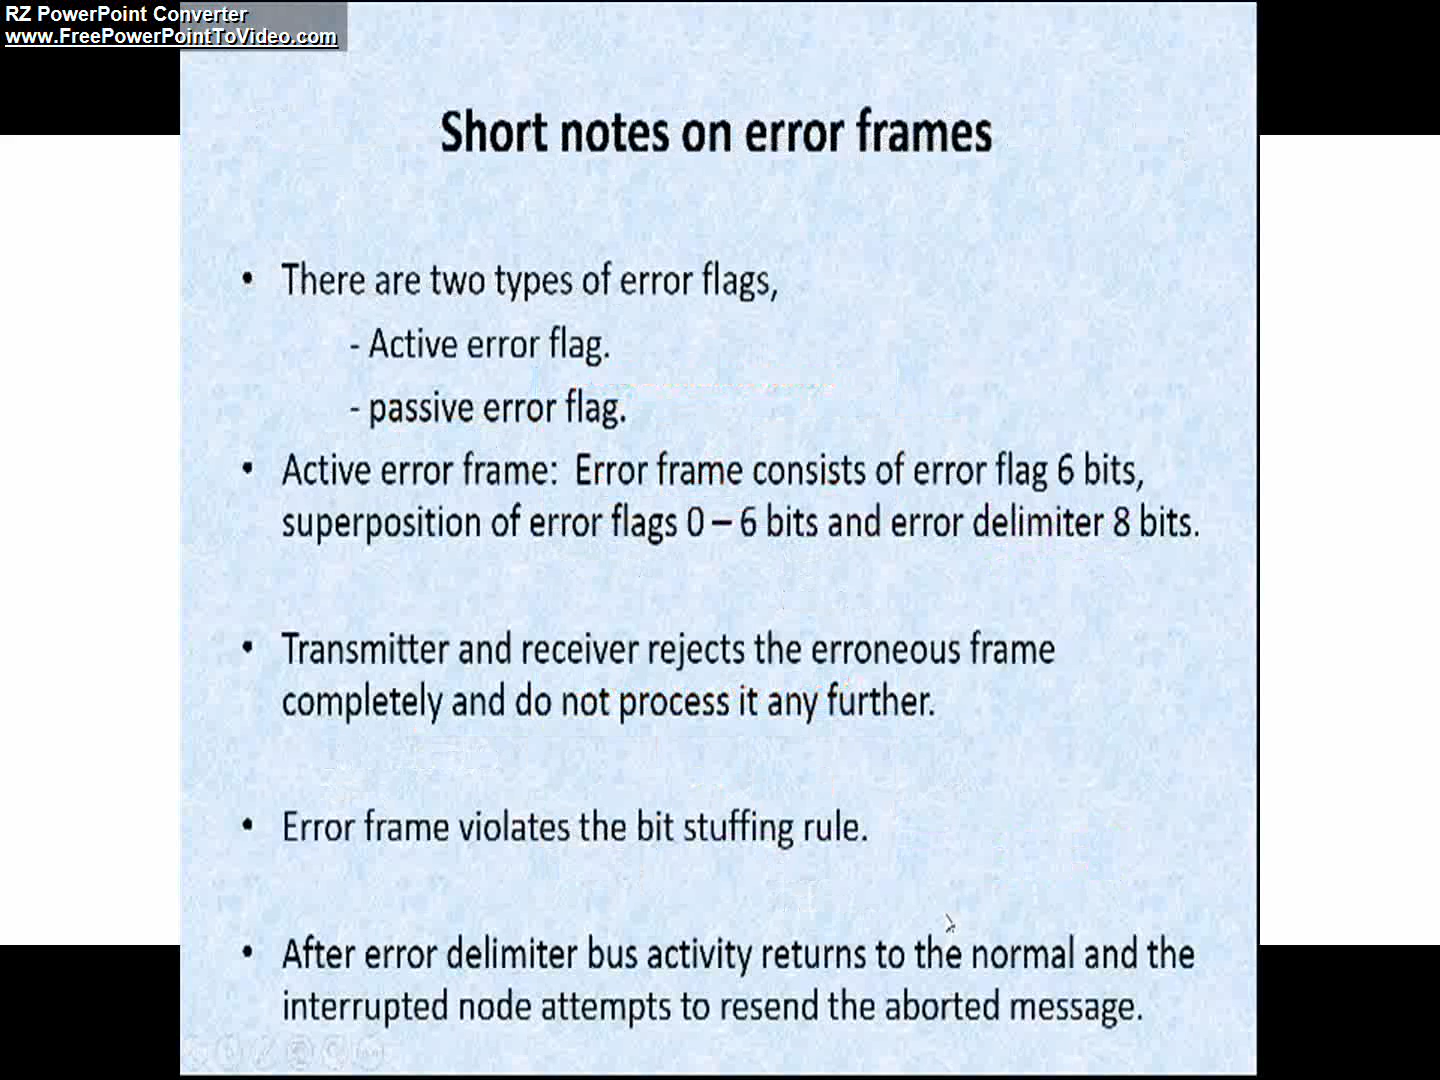 RZ PowerPoint Converter
www.FreePowerPointToVideo.com
Short notes on error frames
• There are two types of error flags,
- Active error flag.
- passive error flag.
• Active error frame: Error frame consists of error flag 6 bits,
superposition of error flags 0 – 6 bits and error delimiter 8 bits.
• Transmitter and receiver rejects the erroneous frame
completely and do not process it any further.
• Error frame violates the bit stuffing rule.
• After error delimiter bus activity returns to the normal and the
interrupted node attempts to resend the aborted message.